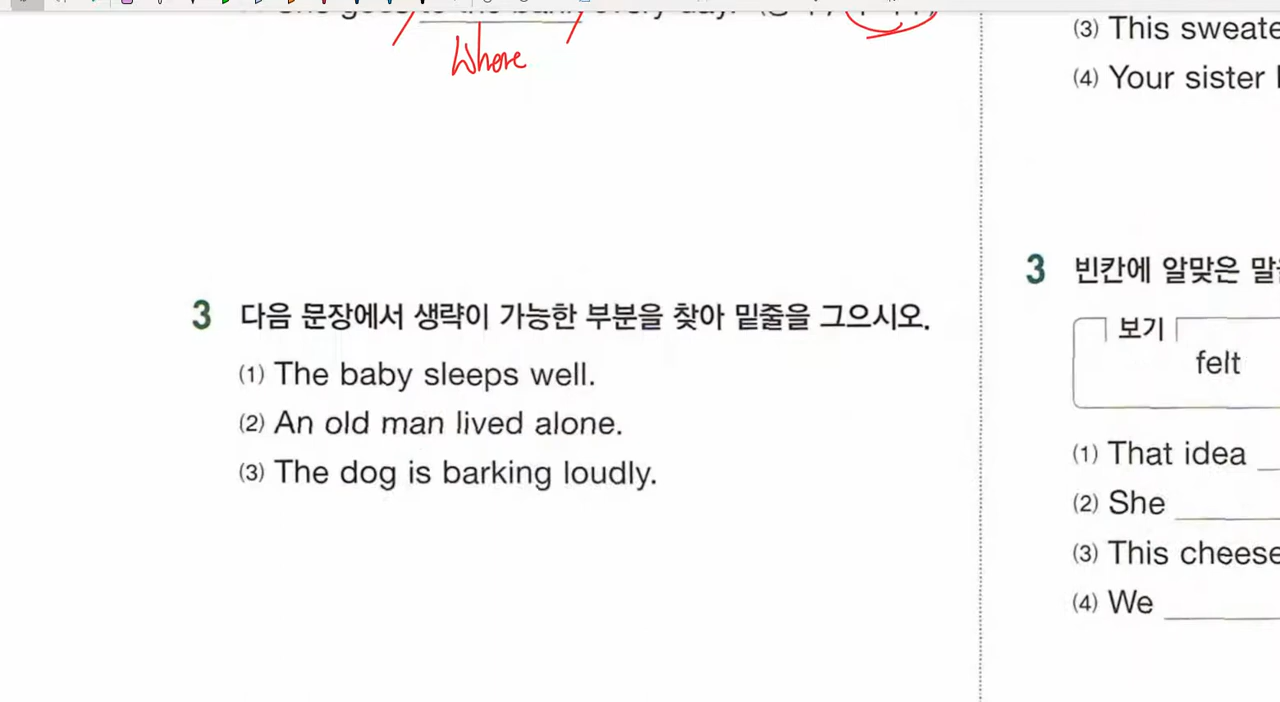 every day.
Where
3 다음 문장에서 생략이 가능한 부분을 찾아 밑줄을 그으시오.
(1) The baby sleeps well.
(2) An old man lived alone.
(3) The dog is barking loudly.
(3) This
(4) Your sister
3 빈칸에 알맞은
보기
felt
(1) That idea
(2) She
(3) This cheese
(4) We